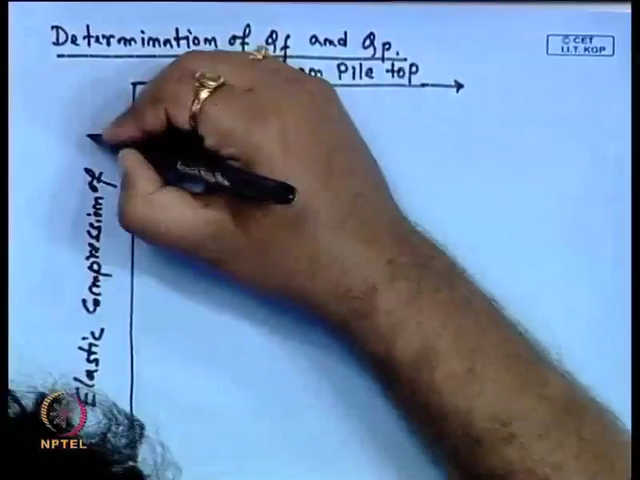 Determination of Qf and Qp.
Pile top
© CET
I.I.T. KGP
Elastic Compression of
NPTEL